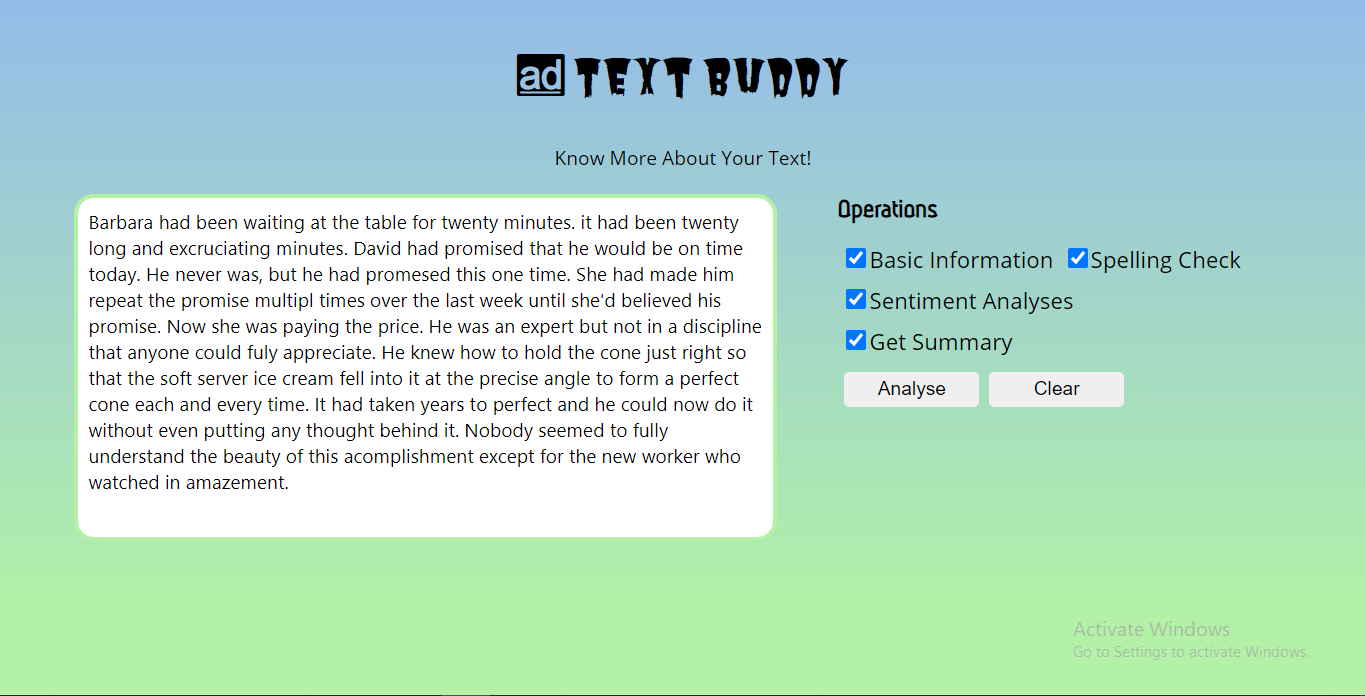 ad TEXT BUDDY
Know More About Your Text!
Barbara had been waiting at the table for twenty minutes. it had been twenty
long and excruciating minutes. David had promised that he would be on time
today. He never was, but he had promesed this one time. She had made him
repeat the promise multipl times over the last week until she'd believed his
promise. Now she was paying the price. He was an expert but not in a discipline
that anyone could fuly appreciate. He knew how to hold the cone just right so
that the soft server ice cream fell into it at the precise angle to form a perfect
cone each and every time. It had taken years to perfect and he could now do it
without even putting any thought behind it. Nobody seemed to fully
understand the beauty of this acomplishment except for the new worker who
watched in amazement.
Operations
Basic Information Spelling Check
Sentiment Analyses
Get Summary
Analyse Clear
Activate Windows
Go to Settings to activate Windows.